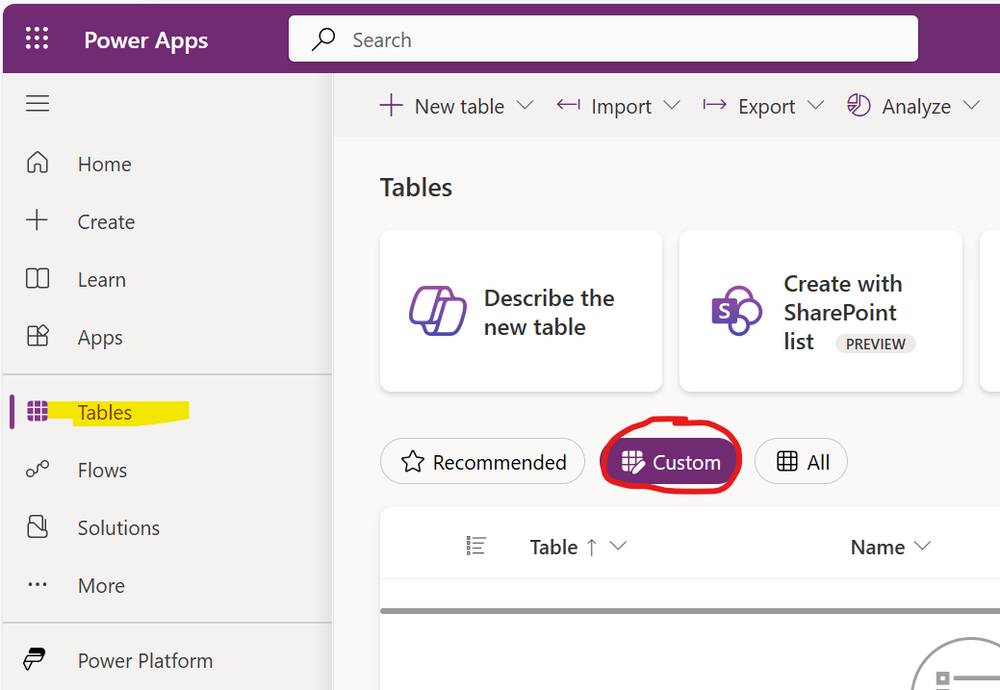 Power Apps
Search
New table
Import
Export
Analyze
Home
Create
Learn
Apps
Tables
Flows
Solutions
More
Power Platform
Tables
Describe the
new table
S
Create with
SharePoint
list PREVIEW
Recommended
Custom
All
Table
Name